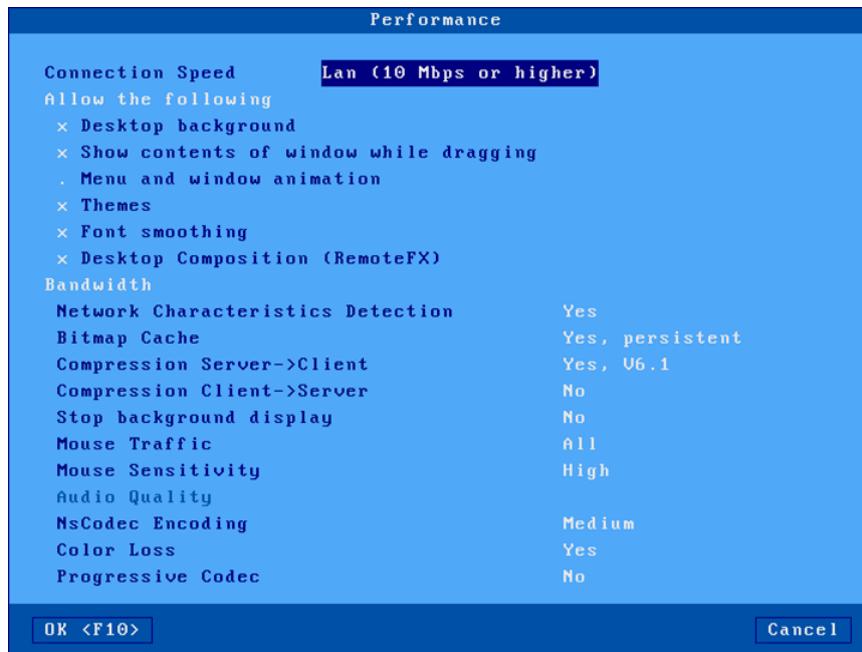 Performance
Connection Speed Lan (10 Mbps or higher)
Allow the following
x Desktop background
x Show contents of window while dragging
. Menu and window animation
x Themes
x Font smoothing
x Desktop Composition (RemoteFX)
Bandwidth
Network Characteristics Detection Yes
Bitmap Cache Yes, persistent
Compression Server->Client Yes, V6.1
Compression Client->Server No
Stop background display No
Mouse Traffic All
Mouse Sensitivity High
Audio Quality
NsCodec Encoding Medium
Color Loss Yes
Progressive Codec No
OK <F10> Cancel